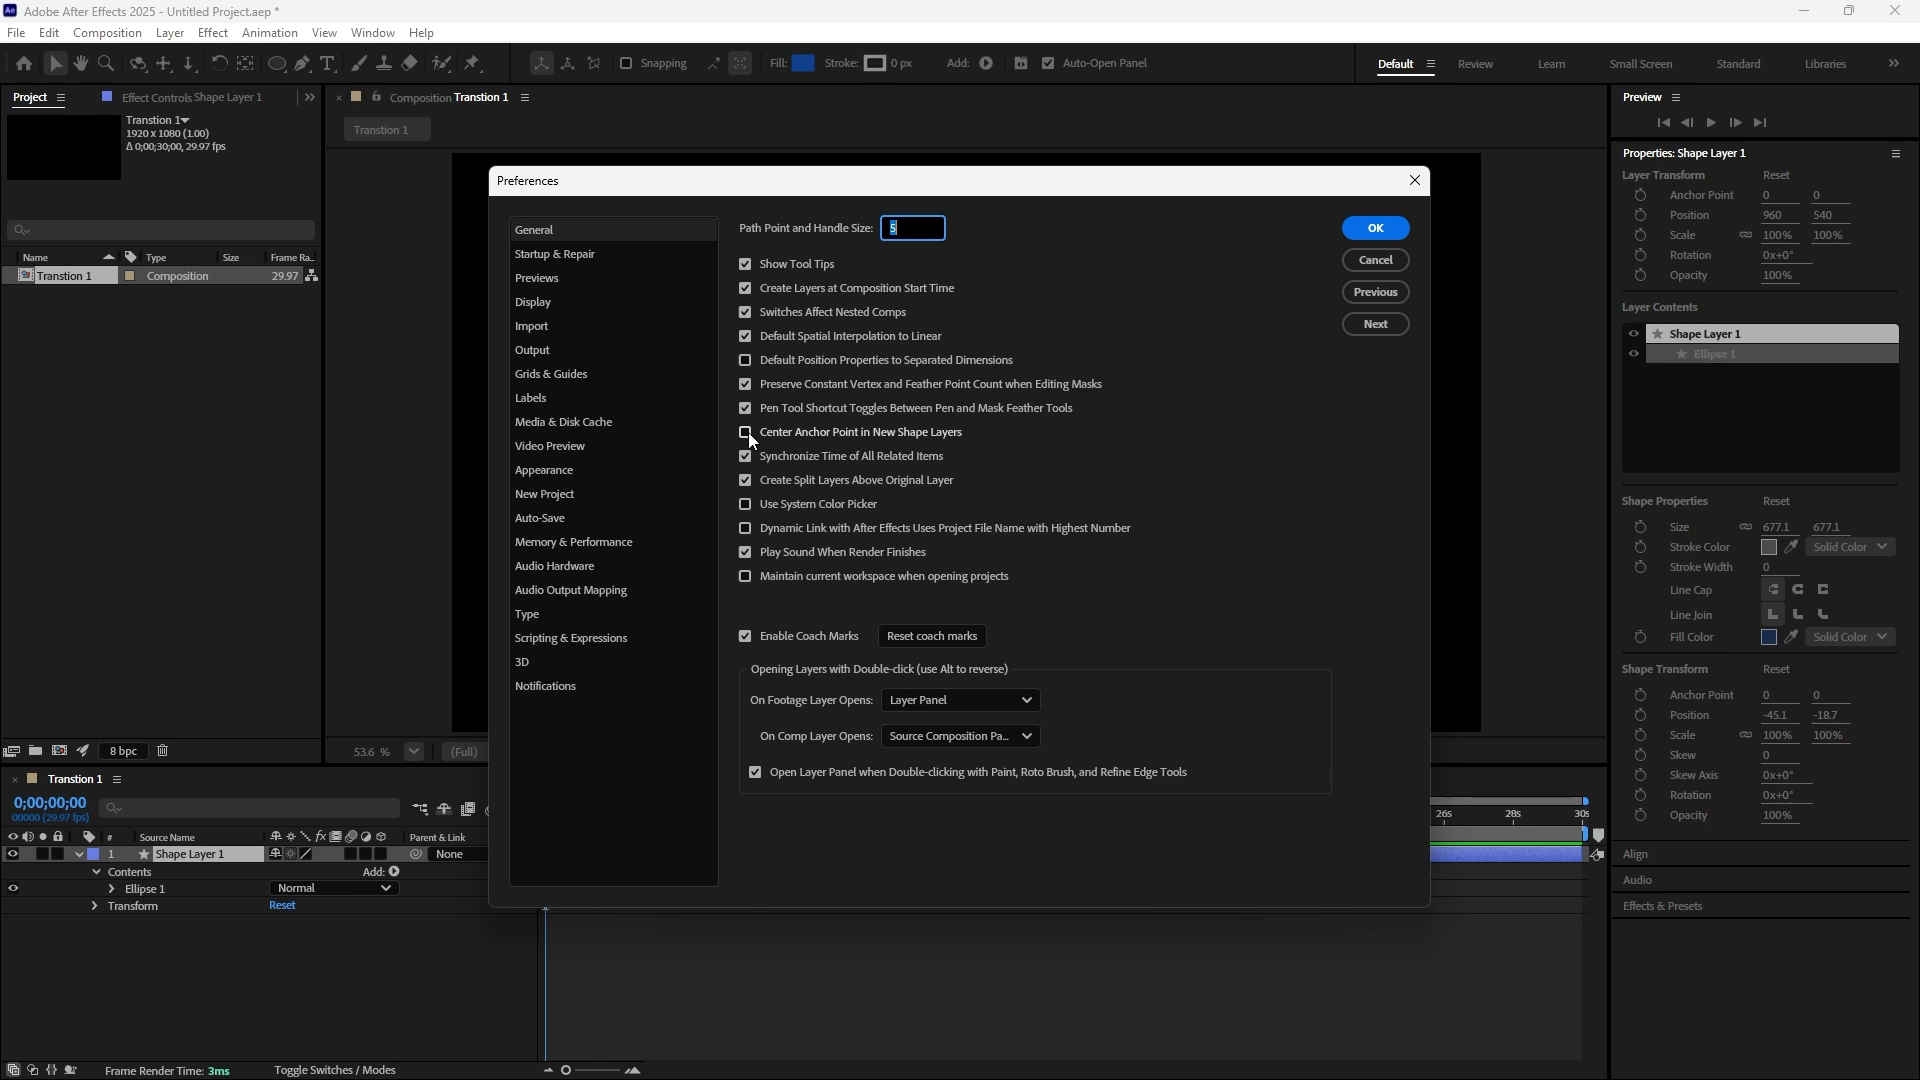 Adobe After Effects 2025 - Untitled Project.aep *
File Edit Composition Layer Effect Animation View Window Help
Snapping Fill: Stroke: 0 px Add: Auto-Open Panel Default Review Learn Small Screen Standard Libraries
Project Effect Controls Shape Layer 1
Transtion 1
1920 x 1080 (1.00)
Δ 0;00;30;00, 29.97 fps
Name Type Size Frame Ra..
Transtion 1 Composition 29.97
8 bpc
Composition Transtion 1
Transtion 1
53.6 % (Full)
Preferences
General
Startup & Repair
Previews
Display
Import
Output
Grids & Guides
Labels
Media & Disk Cache
Video Preview
Appearance
New Project
Auto-Save
Memory & Performance
Audio Hardware
Audio Output Mapping
Type
Scripting & Expressions
3D
Notifications
Path Point and Handle Size: 5
Show Tool Tips
Create Layers at Composition Start Time
Switches Affect Nested Comps
Default Spatial Interpolation to Linear
Default Position Properties to Separated Dimensions
Preserve Constant Vertex and Feather Point Count when Editing Masks
Pen Tool Shortcut Toggles Between Pen and Mask Feather Tools
Center Anchor Point in New Shape Layers
Synchronize Time of All Related Items
Create Split Layers Above Original Layer
Use System Color Picker
Dynamic Link with After Effects Uses Project File Name with Highest Number
Play Sound When Render Finishes
Maintain current workspace when opening projects
Enable Coach Marks Reset coach marks
Opening Layers with Double-click (use Alt to reverse)
On Footage Layer Opens: Layer Panel
On Comp Layer Opens: Source Composition Pa...
Open Layer Panel when Double-clicking with Paint, Roto Brush, and Refine Edge Tools
OK
Cancel
Previous
Next
Preview
Properties: Shape Layer 1
Layer Transform Reset
Anchor Point 0 0
Position 960 540
Scale 100% 100%
Rotation 0x+0°
Opacity 100%
Layer Contents
Shape Layer 1
Ellipse 1
Shape Properties Reset
Size 677.1 677.1
Stroke Color Solid Color
Stroke Width 0
Line Cap
Line Join
Fill Color Solid Color
Shape Transform Reset
Anchor Point 0 0
Position -45.1 -18.7
Scale 100% 100%
Skew 0
Skew Axis 0x+0°
Rotation 0x+0°
Opacity 100%
Align
Audio
Effects & Presets
Transtion 1
0;00;00;00
00000 (29.97 fps)
# Source Name fx Parent & Link
1 Shape Layer 1 None
Contents Add:
Ellipse 1 Normal
Transform Reset
26s 28s 30s
Frame Render Time: 3ms Toggle Switches / Modes